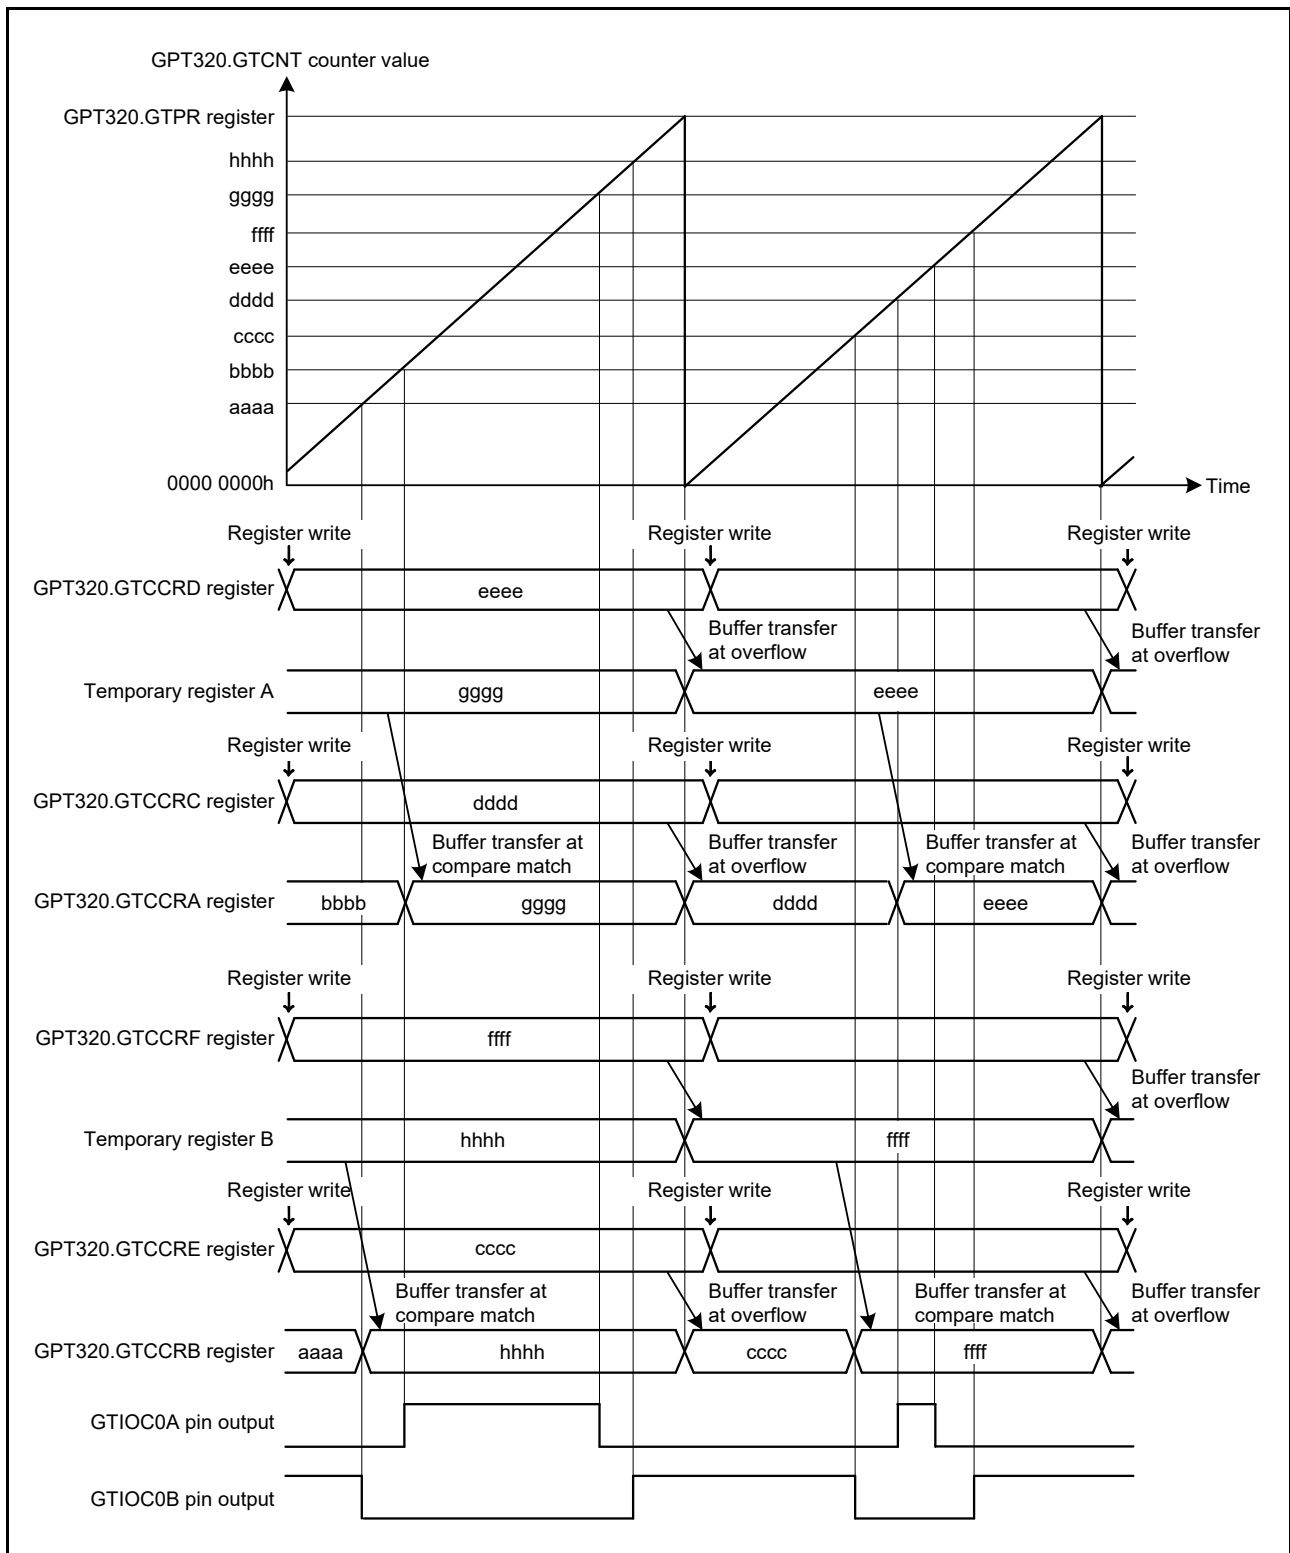 GPT320.GTCNT counter value
GPT320.GTPR register
hhhh
gggg
ffff
eeee
dddd
cccc
bbbb
aaaa
0000 0000h
Time
Register write
Register write
Register write
GPT320.GTCCRD register
eeee
Buffer transfer
at overflow
Buffer transfer
at overflow
Temporary register A
gggg
eeee
Register write
Register write
Register write
GPT320.GTCCRC register
dddd
Buffer transfer at
compare match
Buffer transfer
at overflow
Buffer transfer at
compare match
Buffer transfer
at overflow
GPT320.GTCCRA register
bbbb
gggg
dddd
eeee
Register write
Register write
Register write
GPT320.GTCCRF register
ffff
Buffer transfer
at overflow
Temporary register B
hhhh
ffff
Register write
Register write
Register write
GPT320.GTCCRE register
cccc
Buffer transfer at
compare match
Buffer transfer
at overflow
Buffer transfer at
compare match
Buffer transfer
at overflow
GPT320.GTCCRB register
aaaa
hhhh
cccc
ffff
GTIOC0A pin output
GTIOC0B pin output